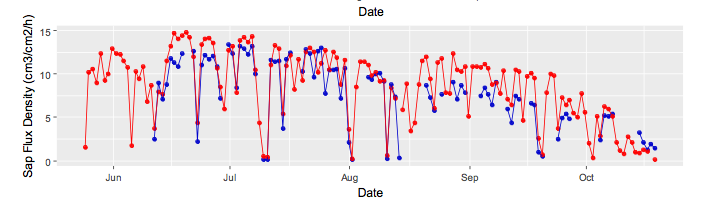 Date
Sap Flux Density (cm3/cm2/h)
15
10
5
0
Jun Jul Aug Sep Oct
Date